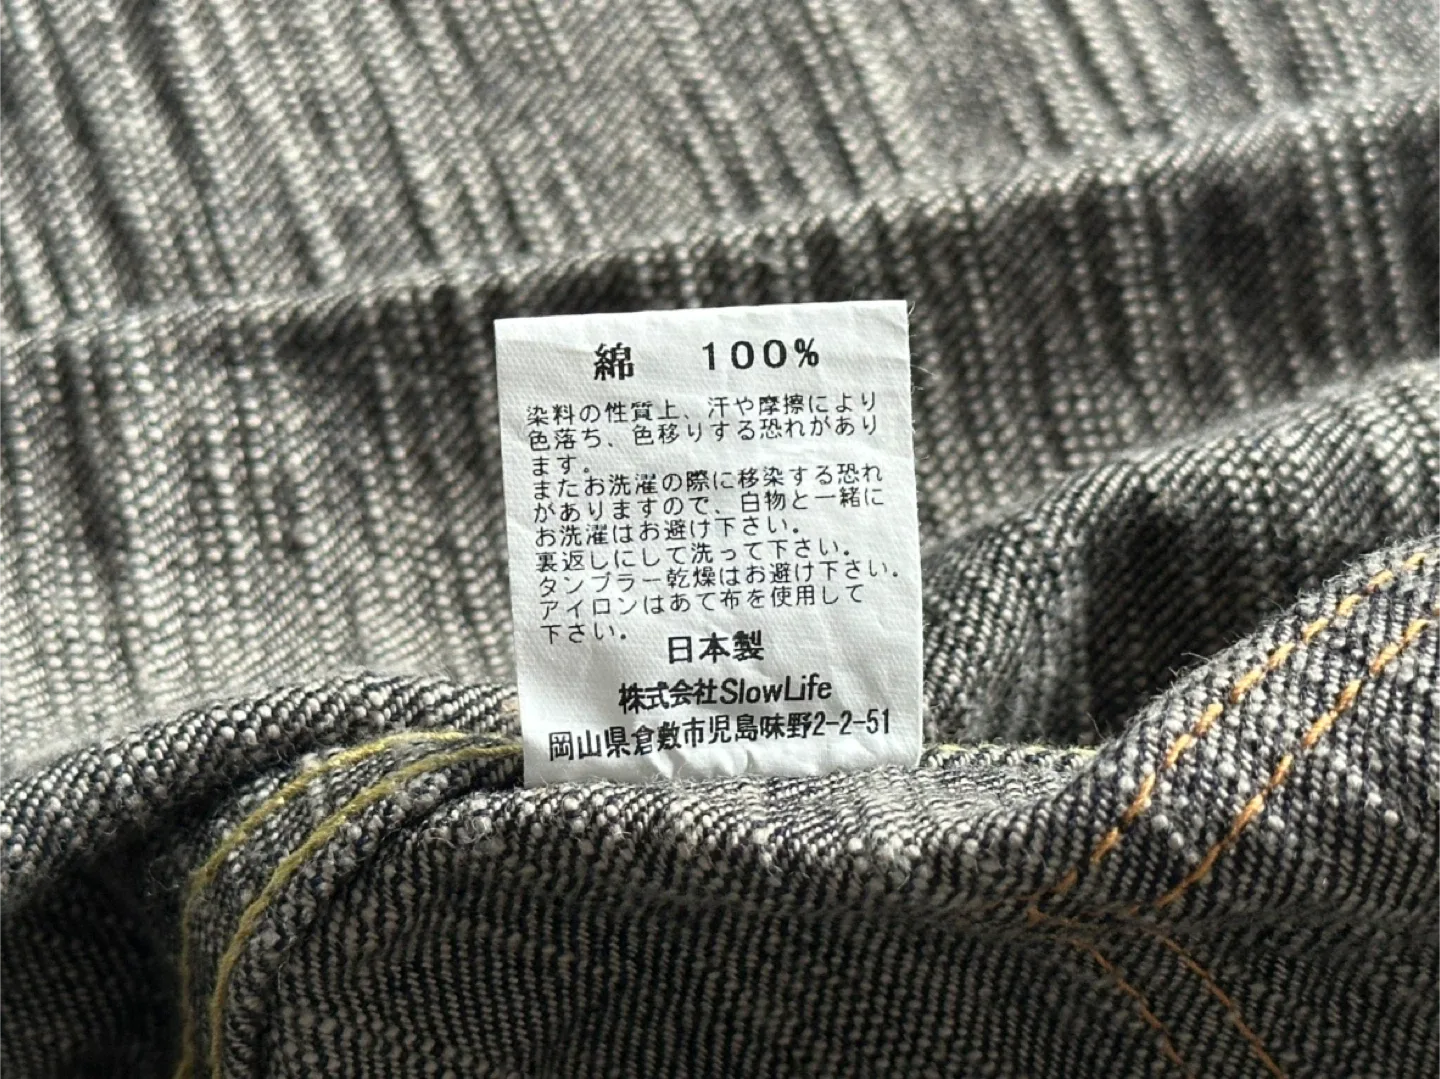 綿 100%
染料の性質上、汗や摩擦により
色落ち、色移りする恐れがあり
ます。
またお洗濯の際に移染する恐れ
がありますので、白物と一緒に
お洗濯はお避け下さい。
裏返しにして洗って下さい。
タンブラー乾燥はお避け下さい。
アイロンはあて布を使用して
下さい。
日本製
株式会社SlowLife
岡山県倉敷市児島味野2-2-51